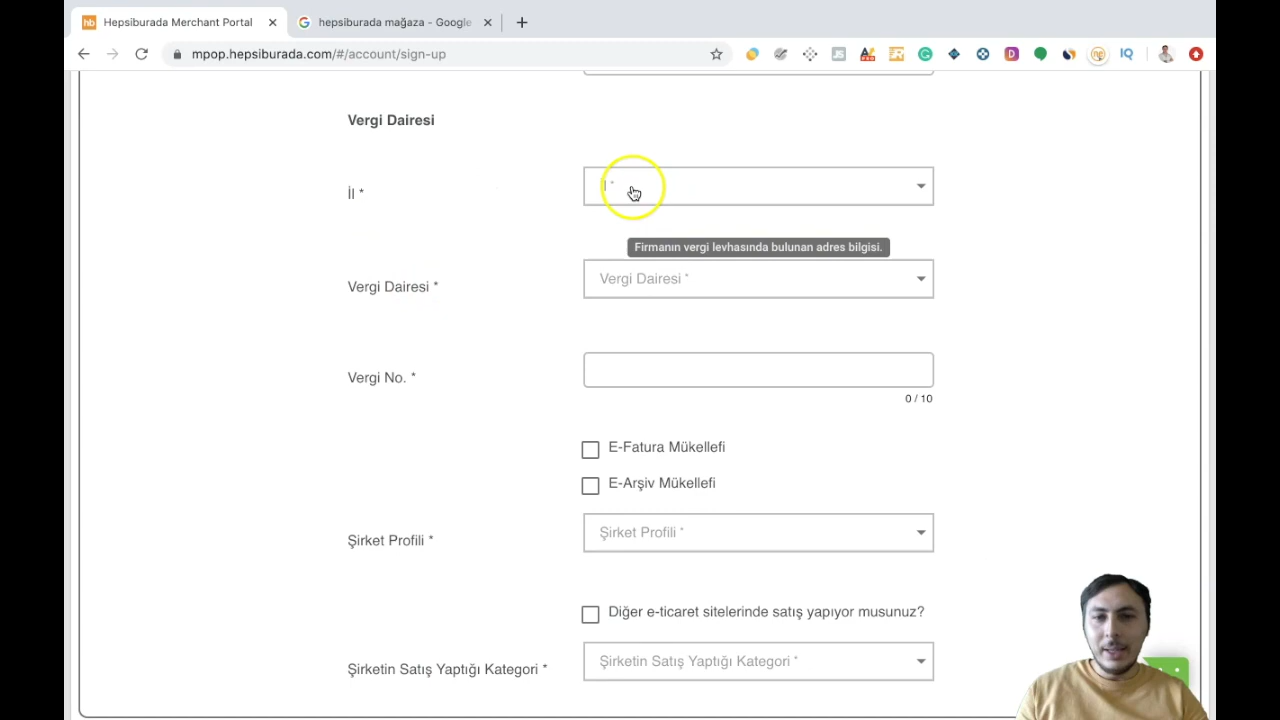 hb Hepsiburada Merchant Portal
hepsiburada mağaza - Google
mpop.hepsiburada.com/#/account/sign-up
Vergi Dairesi
İl *
Firmanın vergi levhasında bulunan adres bilgisi.
Vergi Dairesi *
Vergi Dairesi *
Vergi No. *
0 / 10
E-Fatura Mükellefi
E-Arşiv Mükellefi
Şirket Profili *
Şirket Profili *
Diğer e-ticaret sitelerinde satış yapıyor musunuz?
Şirketin Satış Yaptığı Kategori *
Şirketin Satış Yaptığı Kategori *